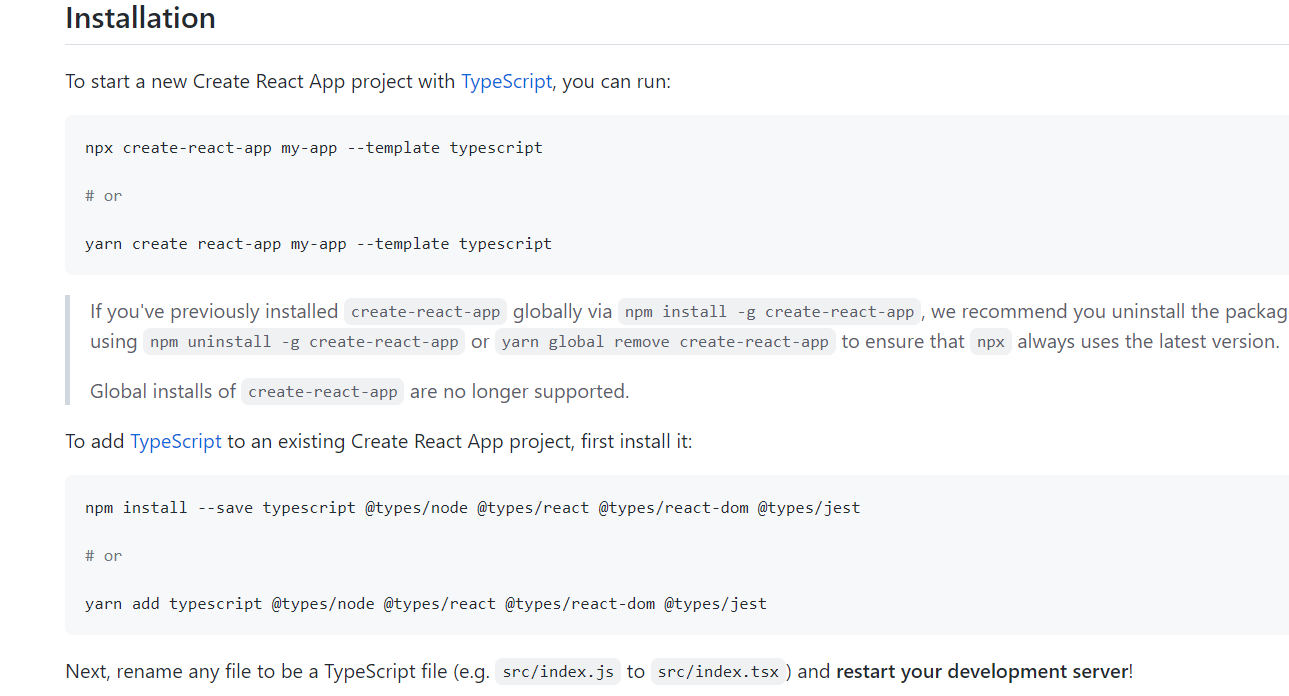 Installation
To start a new Create React App project with TypeScript, you can run:
npx create-react-app my-app --template typescript
# or
yarn create react-app my-app --template typescript
If you've previously installed create-react-app globally via npm install -g create-react-app, we recommend you uninstall the packag
using npm uninstall -g create-react-app or yarn global remove create-react-app to ensure that npx always uses the latest version.
Global installs of create-react-app are no longer supported.
To add TypeScript to an existing Create React App project, first install it:
npm install --save typescript @types/node @types/react @types/react-dom @types/jest
# or
yarn add typescript @types/node @types/react @types/react-dom @types/jest
Next, rename any file to be a TypeScript file (e.g. src/index.js to src/index.tsx) and restart your development server!